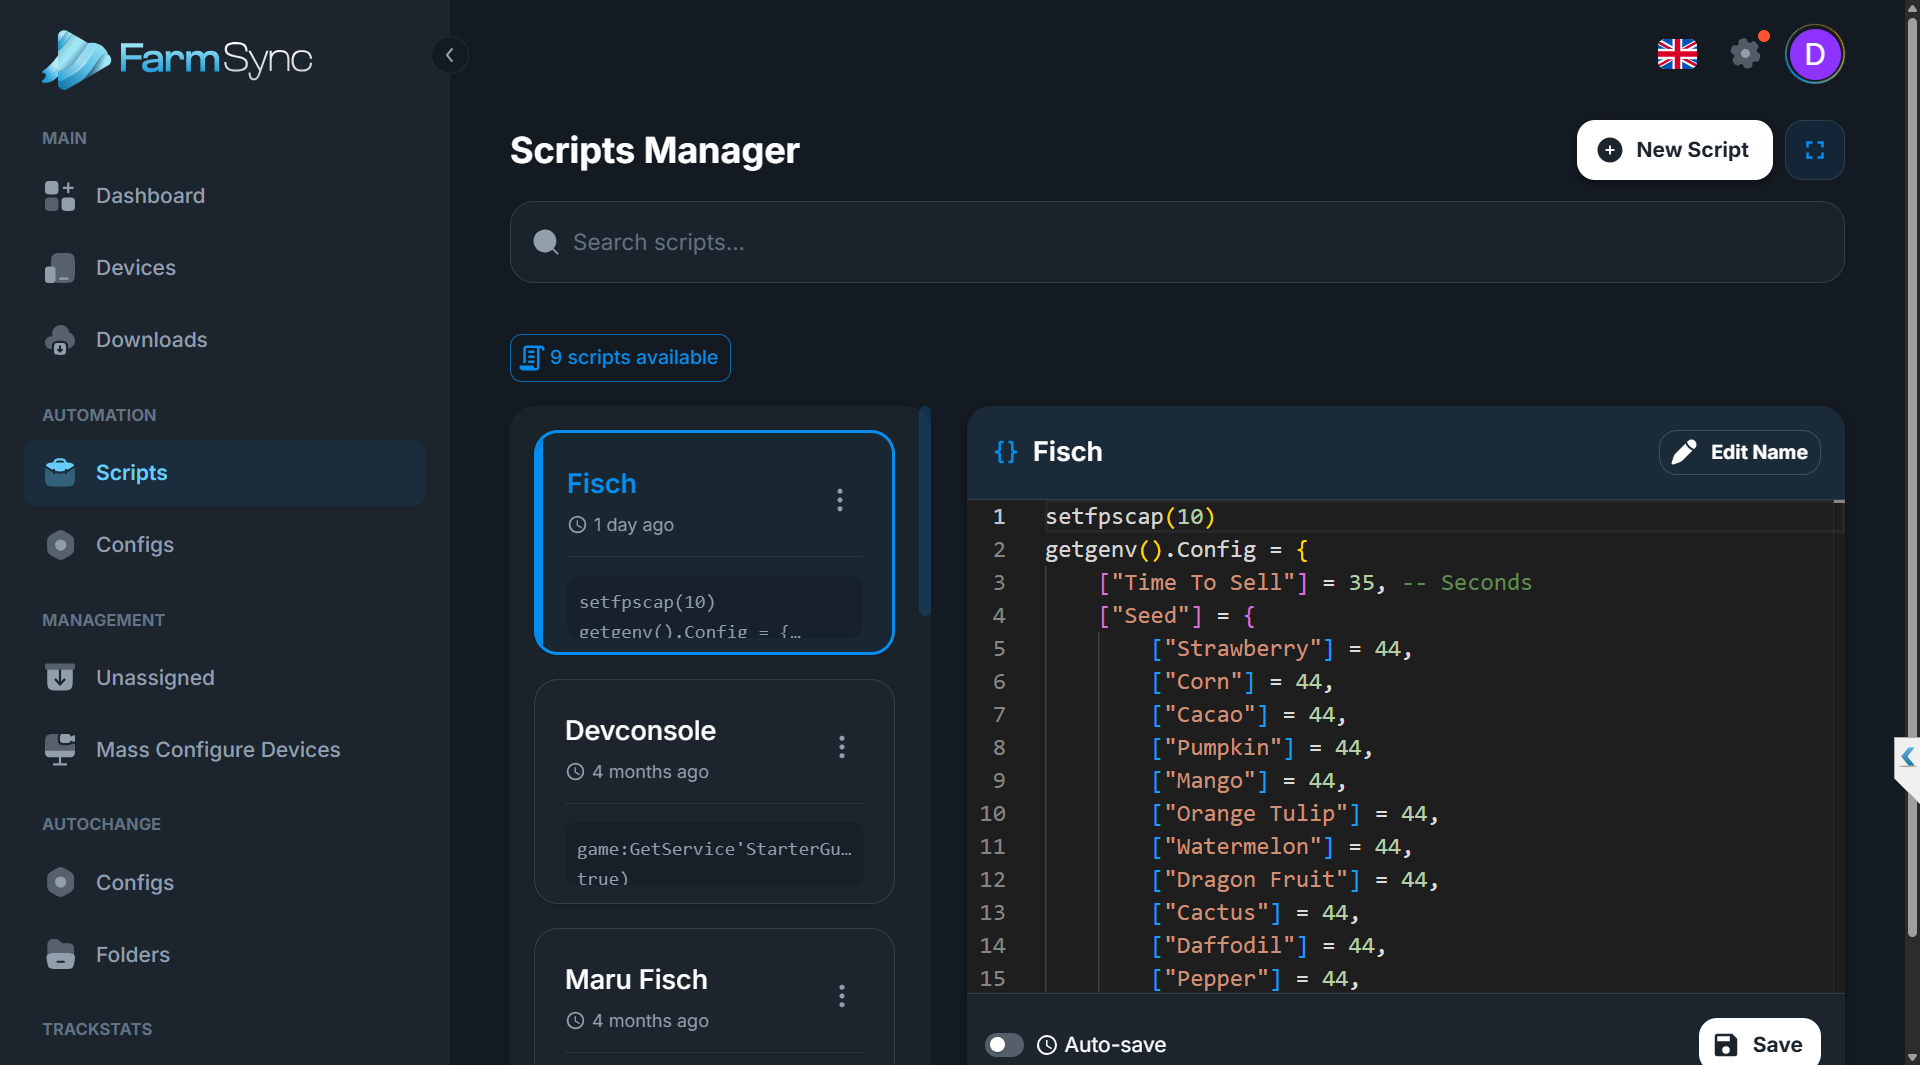 FarmSync
MAIN
Dashboard
Devices
Downloads
AUTOMATION
Scripts
Configs
MANAGEMENT
Unassigned
Mass Configure Devices
AUTOCHANGE
Configs
Folders
TRACKSTATS
D
Scripts Manager
New Script
Search scripts...
9 scripts available
Fisch
1 day ago
setfpscap(10)
getgenv().Config = {…
Devconsole
4 months ago
game:GetService'StarterGu…
true)
Maru Fisch
4 months ago
{} Fisch
Edit Name
1 setfpscap(10)
2 getgenv().Config = {
3 ["Time To Sell"] = 35, -- Seconds
4 ["Seed"] = {
5 ["Strawberry"] = 44,
6 ["Corn"] = 44,
7 ["Cacao"] = 44,
8 ["Pumpkin"] = 44,
9 ["Mango"] = 44,
10 ["Orange Tulip"] = 44,
11 ["Watermelon"] = 44,
12 ["Dragon Fruit"] = 44,
13 ["Cactus"] = 44,
14 ["Daffodil"] = 44,
15 ["Pepper"] = 44,
Auto-save
Save